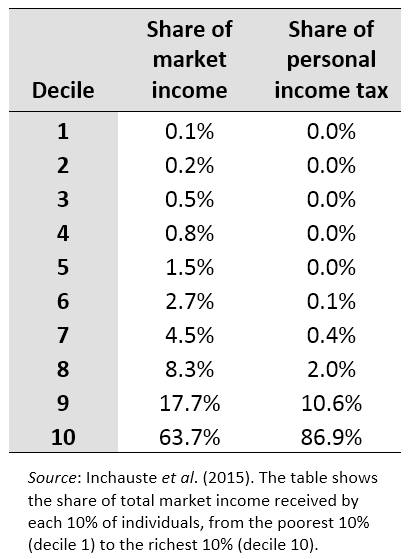 Decile Share of market income Share of personal income tax
1 0.1% 0.0%
2 0.2% 0.0%
3 0.5% 0.0%
4 0.8% 0.0%
5 1.5% 0.0%
6 2.7% 0.1%
7 4.5% 0.4%
8 8.3% 2.0%
9 17.7% 10.6%
10 63.7% 86.9%
Source: Inchauste et al. (2015). The table shows
the share of total market income received by
each 10% of individuals, from the poorest 10%
(decile 1) to the richest 10% (decile 10).